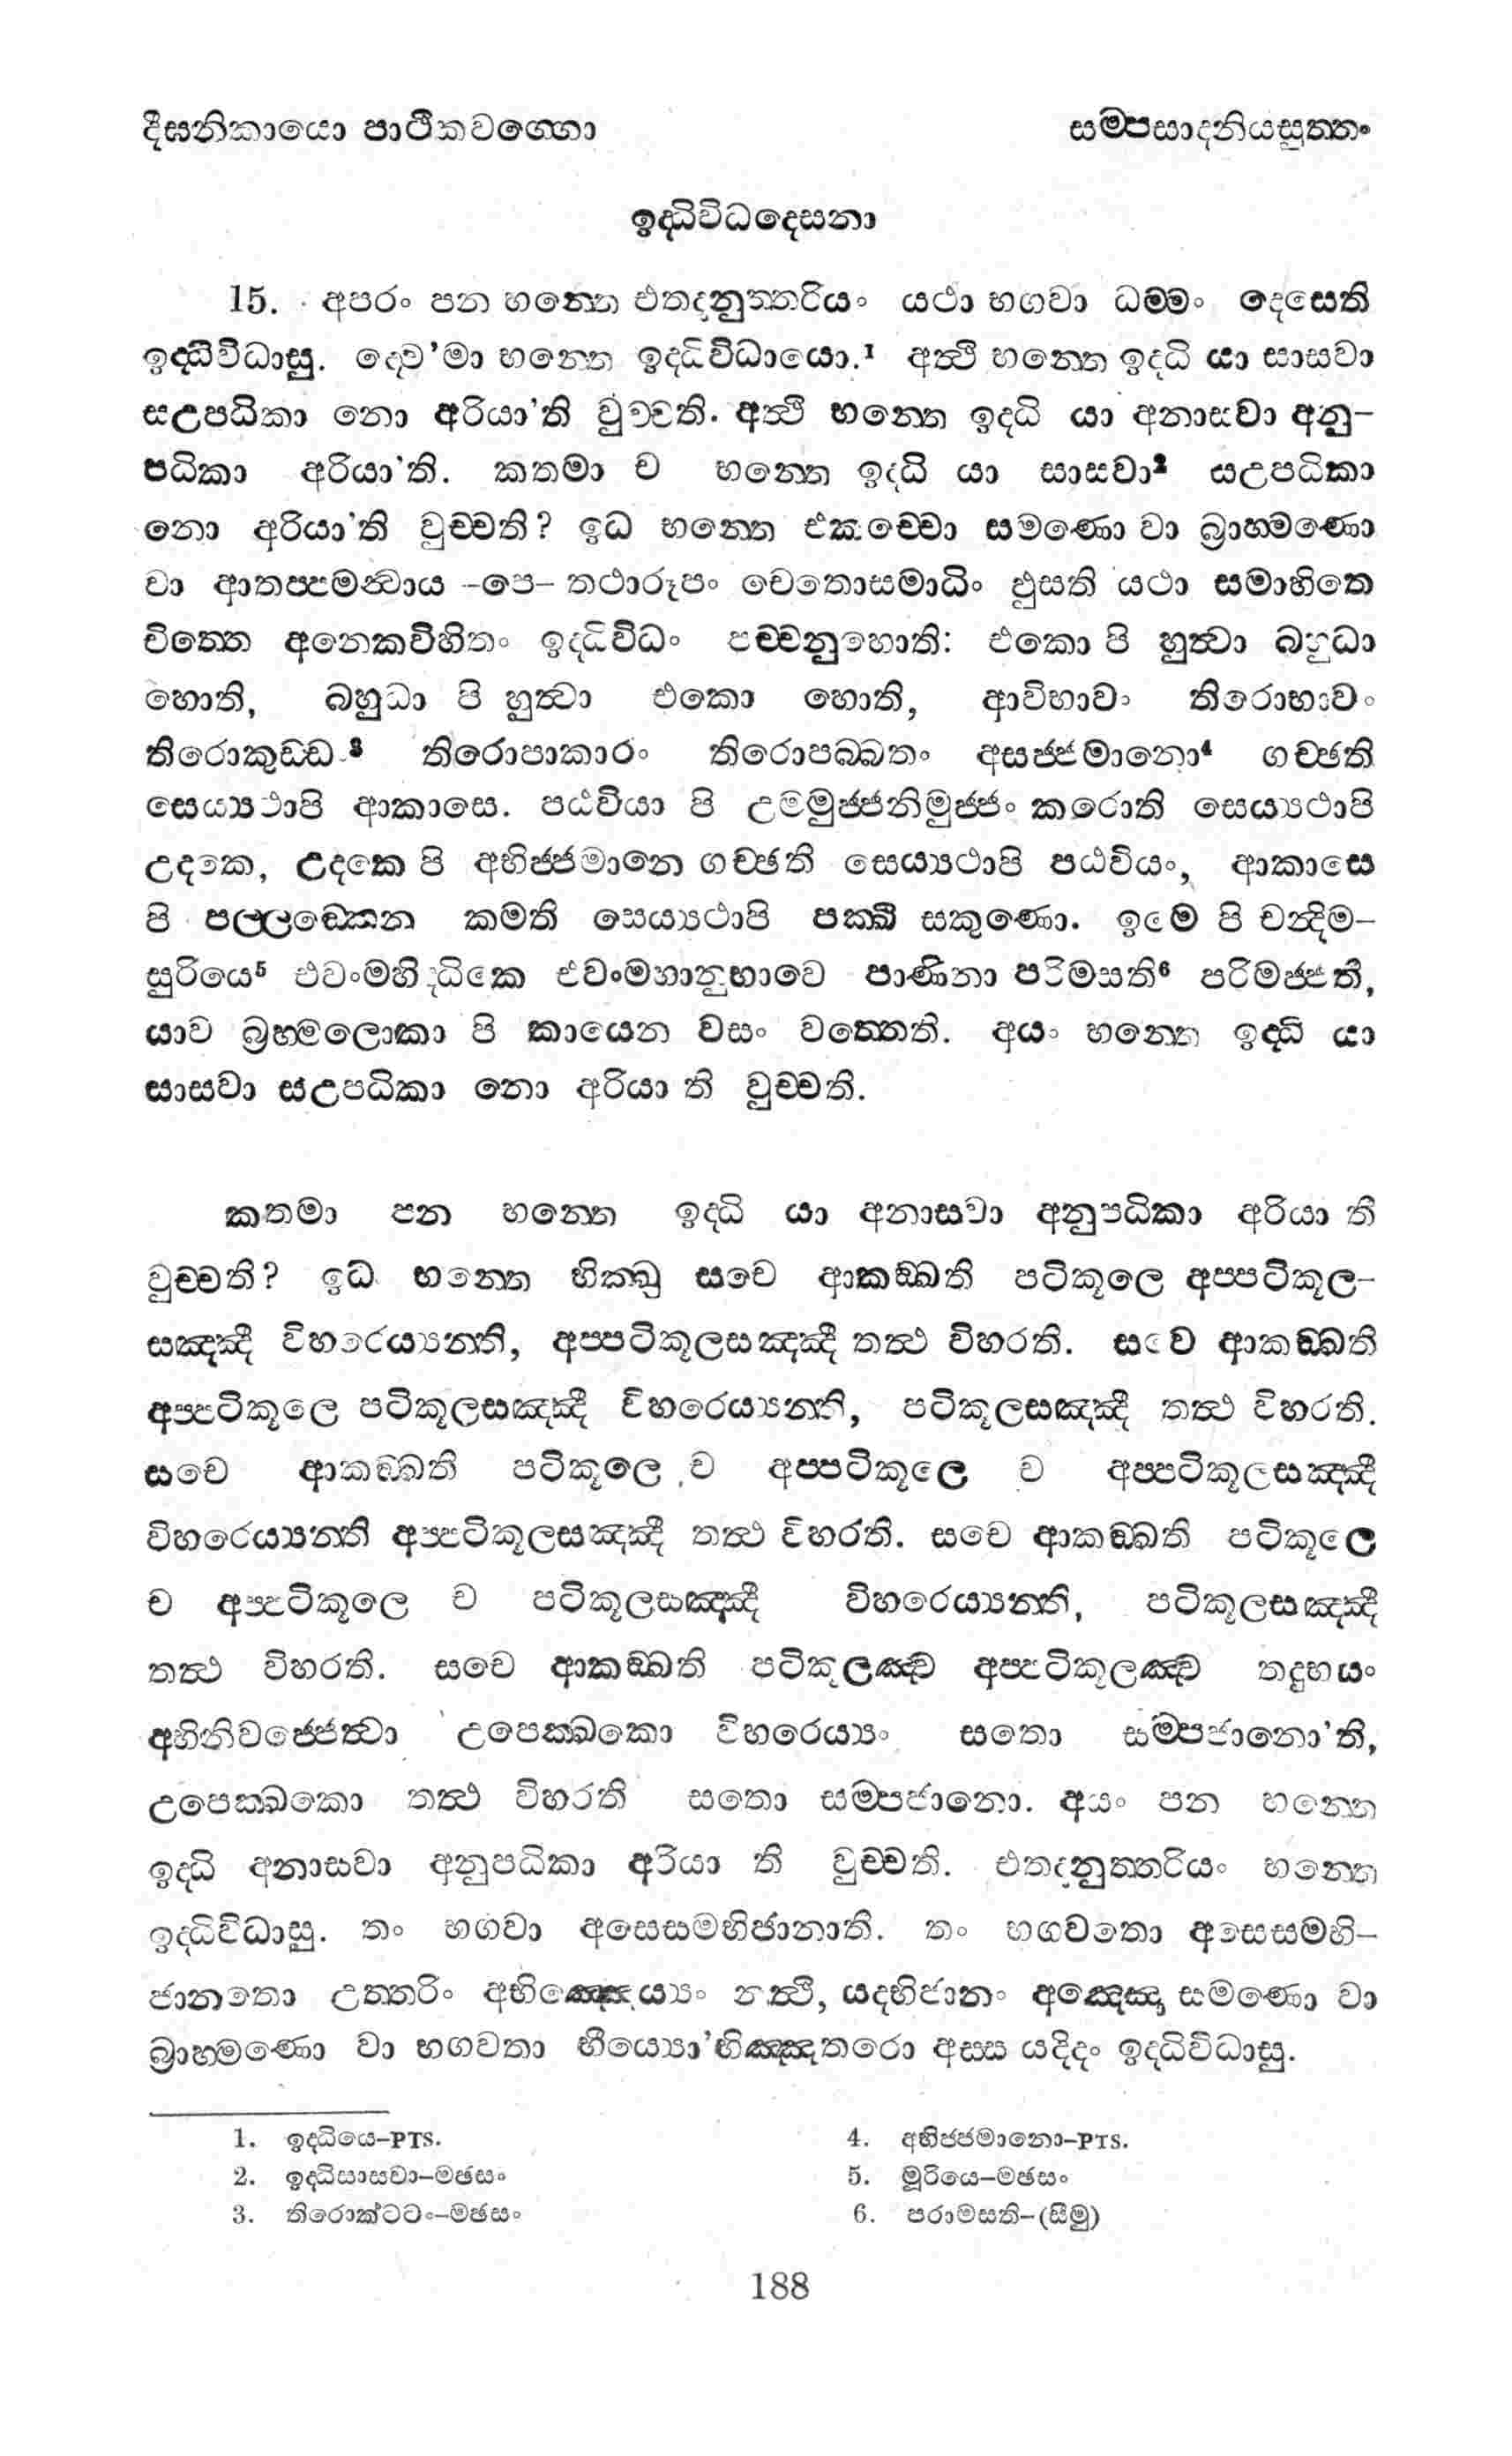 දීඝනිකායො පාථිකවග්ගො සම්පසාදනියසුත්තං
ඉද්ධිවිධදෙසනා
15. අපරං පන භන්තෙ එතදානුත්තරියං යථා භගවා ධම්මං දෙසෙති
ඉද්ධිවිධාසු. ද්වෙ'මා භන්තෙ ඉද්ධිවිධායො.¹ අත්ථි භන්තෙ ඉද්ධි යා සාසවා
සඋපධිකා නො අරියා'ති වුච්චති. අත්ථි භන්තෙ ඉද්ධි යා අනාසවා අනු-
පධිකා අරියා'ති. කතමා ච භන්තෙ ඉද්ධි යා සාසවා² සඋපධිකා
නො අරියා'ති වුච්චති? ඉධ භන්තෙ එකච්චො සමණො වා බ්‍රාහ්මණො
වා ආතප්පමන්වාය -පෙ- තථාරූපං චෙතොසමාධිං ඵුසති යථා සමාහිතෙ
චිත්තෙ අනෙකවිහිතං ඉද්ධිවිධං පච්චනුභොති: එකො පි හුත්වා බහුධා
හොති, බහුධා පි හුත්වා එකො හොති, ආවිභාවං තිරොභාවං
තිරොකුඩ්ඩං³ තිරොපාකාරං තිරොපබ්බතං අසජ්ජමානො⁴ ගච්ඡති
සෙය්‍යථාපි ආකාසෙ. පඨවියා පි උම්මුජ්ජනිමුජ්ජං කරොති සෙය්‍යථාපි
උදකෙ, උදකෙ පි අභිජ්ජමානෙ ගච්ඡති සෙය්‍යථාපි පඨවියං, ආකාසෙ
පි පල්ලඞ්කෙන කමති සෙය්‍යථාපි පක්ඛී සකුණො. ඉමෙ පි චන්දිම-
සුරියෙ⁵ එවංමහිද්ධිකෙ එවංමහානුභාවෙ පාණිනා පරිමසති⁶ පරිමජ්ජති,
යාව බ්‍රහ්මලොකා පි කායෙන වසං වත්තෙති. අයං භන්තෙ ඉද්ධි යා
සාසවා සඋපධිකා නො අරියා ති වුච්චති.
කතමා පන භන්තෙ ඉද්ධි යා අනාසවා අනුපධිකා අරියා ති
වුච්චති? ඉධ භන්තෙ භික්ඛු සචෙ ආකඞ්ඛති පටිකූලෙ අප්පටිකූල-
සඤ්ඤී විහරෙය්‍යන්ති, අප්පටිකූලසඤ්ඤී තත්ථ විහරති. සචෙ ආකඞ්ඛති
අප්පටිකූලෙ පටිකූලසඤ්ඤී විහරෙය්‍යන්ති, පටිකූලසඤ්ඤී තත්ථ විහරති.
සචෙ ආකඞ්ඛති පටිකූලෙ ච අප්පටිකූලෙ ච අප්පටිකූලසඤ්ඤී
විහරෙය්‍යන්ති අප්පටිකූලසඤ්ඤී තත්ථ විහරති. සචෙ ආකඞ්ඛති පටිකූලෙ
ච අප්පටිකූලෙ ච පටිකූලසඤ්ඤී විහරෙය්‍යන්ති, පටිකූලසඤ්ඤී
තත්ථ විහරති. සචෙ ආකඞ්ඛති පටිකූලඤ්ච අප්පටිකූලඤ්ච තදුභයං
අභිනිවජ්ජෙත්වා උපෙක්ඛකො විහරෙය්‍යං සතො සම්පජානො'ති,
උපෙක්ඛකො තත්ථ විහරති සතො සම්පජානො. අයං පන භන්තෙ
ඉද්ධි අනාසවා අනුපධිකා අරියා ති වුච්චති. එතදානුත්තරියං භන්තෙ
ඉද්ධිවිධාසු. තං භගවා අසෙසමභිජානාති. තං භගවතො අසෙසමභි-
ජානතො උත්තරිං අභිඤ්ඤෙය්‍යං නත්ථි, යදභිජානං අඤ්ඤො සමණො වා
බ්‍රාහ්මණො වා භගවතා භීය්‍යො'භිඤ්ඤතරො අස්ස යදිදං ඉද්ධිවිධාසු.
1. ඉද්ධියෙ-PTS.
2. ඉද්ධිසාසවා-මඡසං
3. තිරොක්ටටං-මඡසං
4. අභිජ්ජමානො-PTS.
5. මූරියෙ-මඡසං
6. පරාමසති-(සීමු)
188